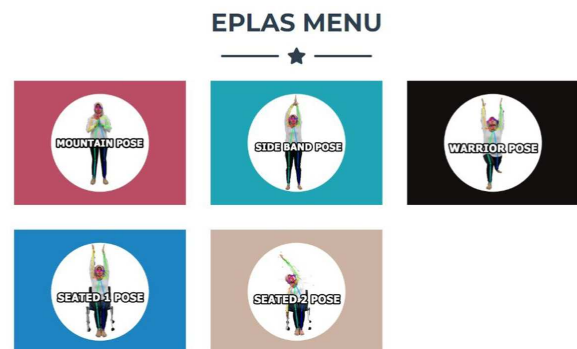 EPLAS MENU
MOUNTAIN POSE
SIDE BAND POSE
WARRIOR POSE
SEATED 1 POSE
SEATED 2 POSE